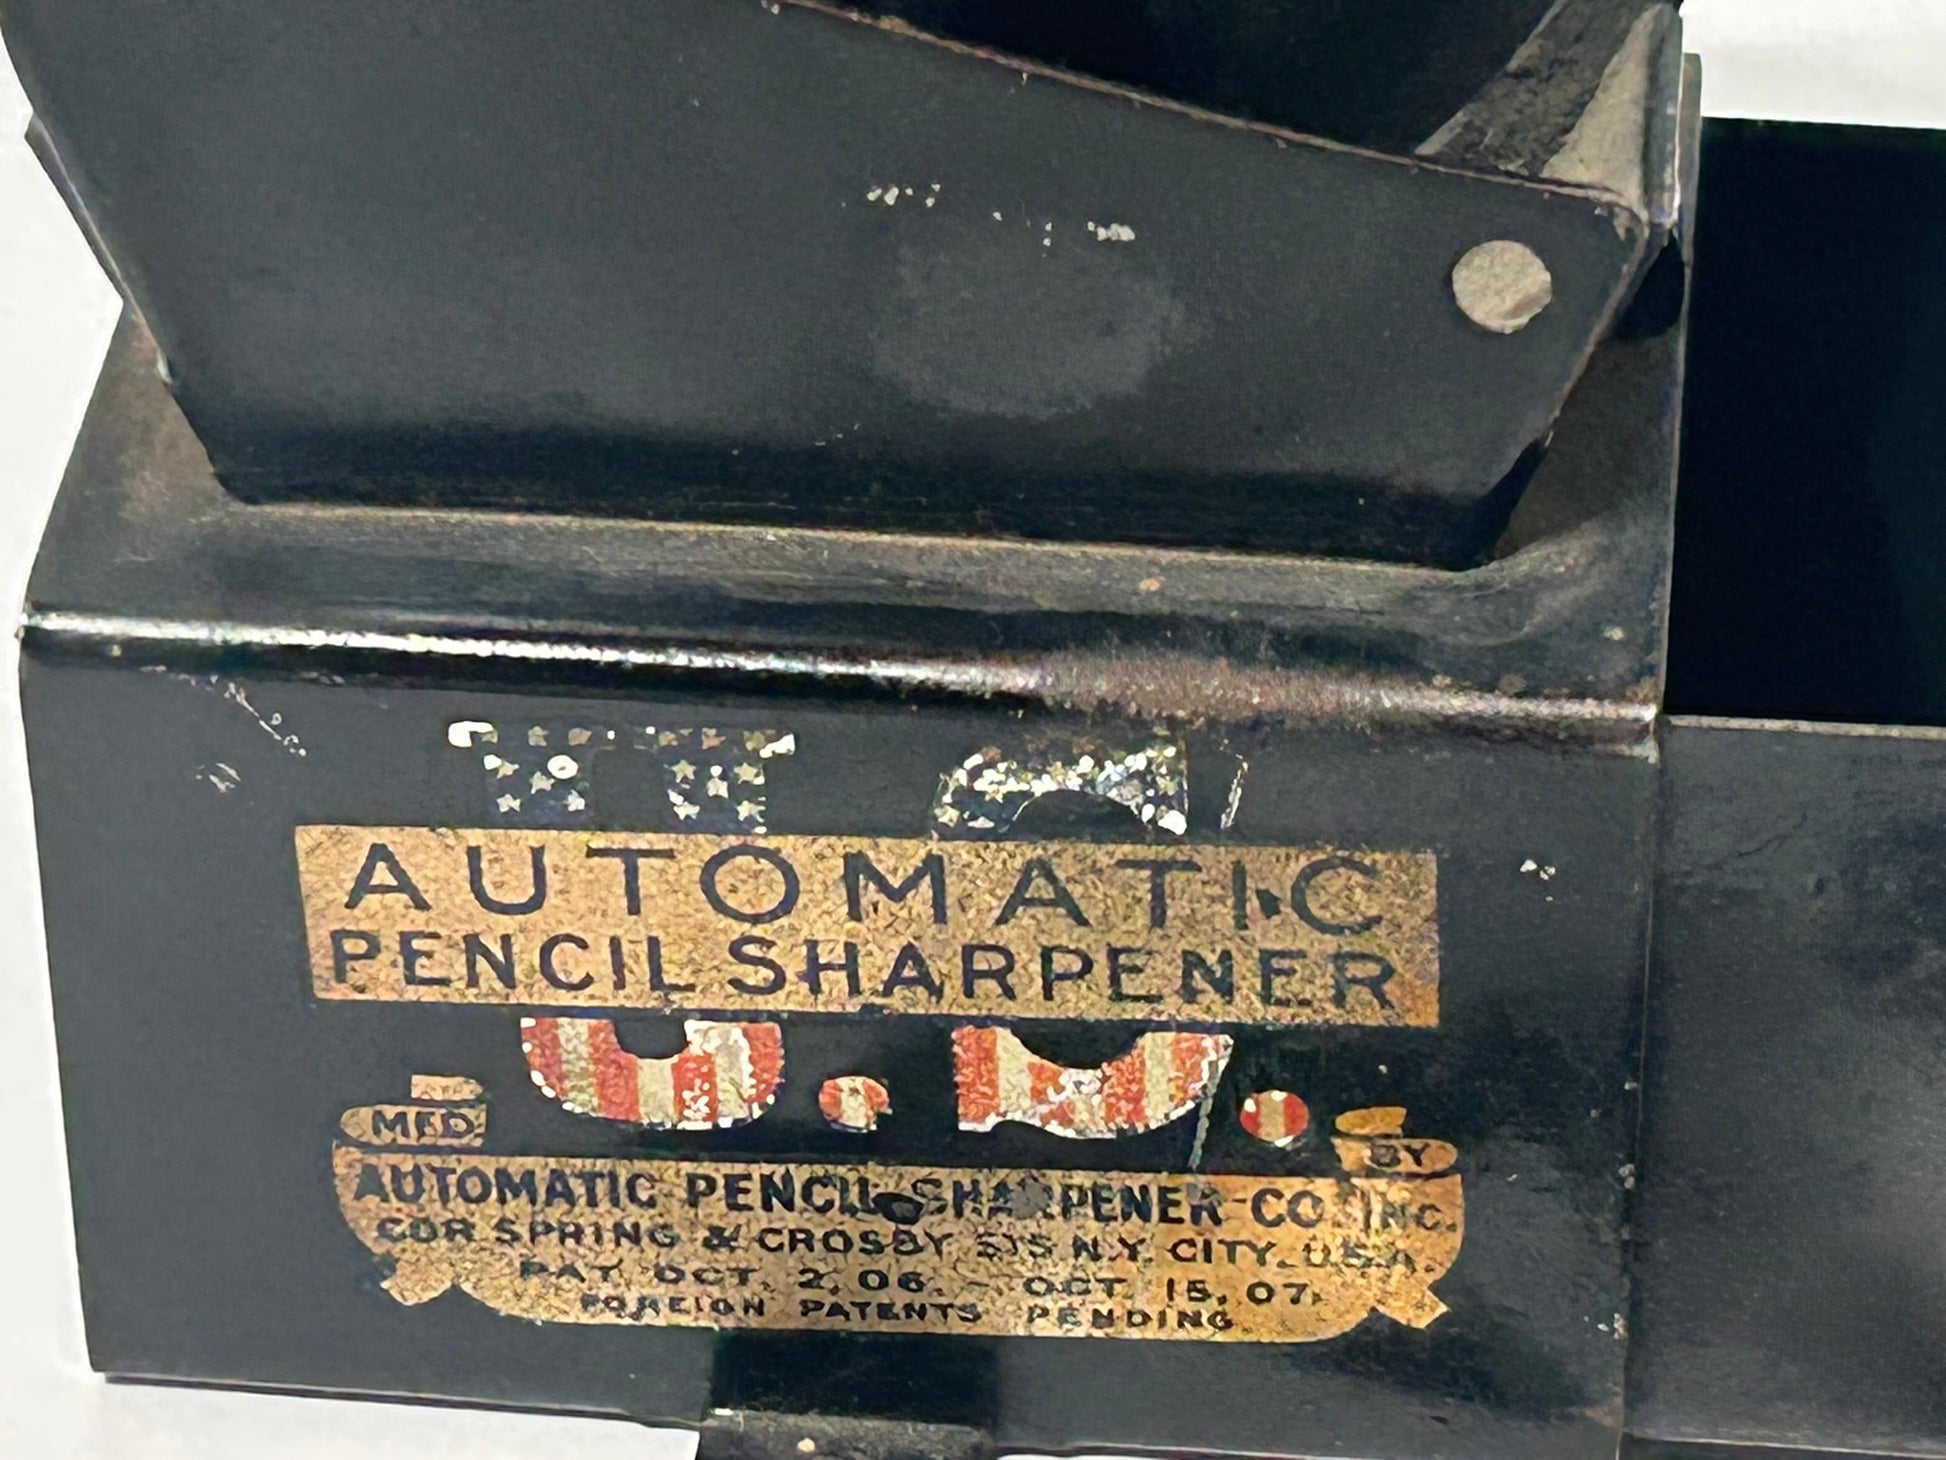 U.S.
AUTOMATIC
PENCIL SHARPENER
MFD BY
AUTOMATIC PENCIL SHARPENER CO. INC.
COR SPRING & CROSBY STS N.Y. CITY. U.S.A.
PAT. OCT. 2, 06. - OCT. 15, 07.
FOREIGN PATENTS PENDING